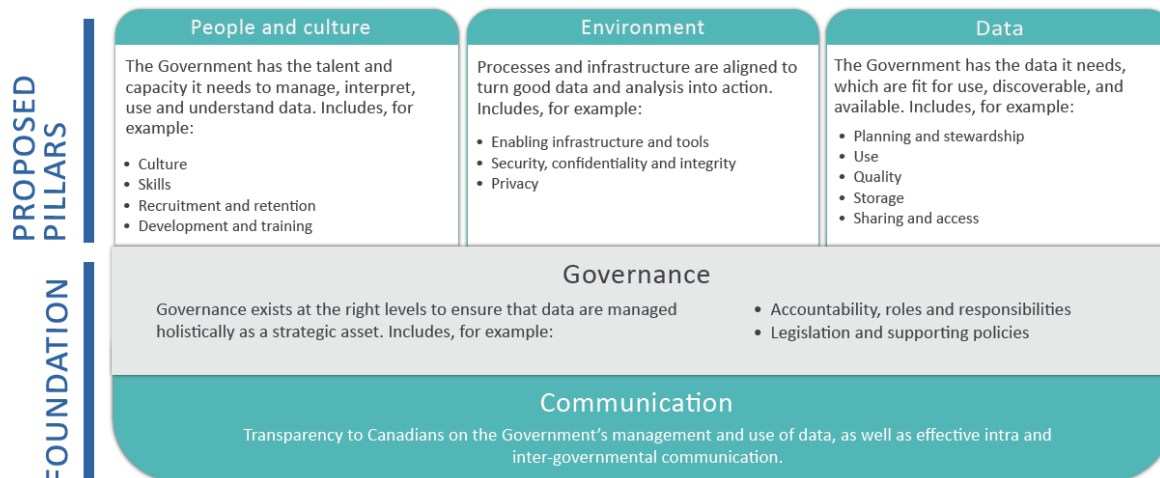 PROPOSED
PILLARS
People and culture
The Government has the talent and
capacity it needs to manage, interpret,
use and understand data. Includes, for
example:
• Culture
• Skills
• Recruitment and retention
• Development and training
Environment
Processes and infrastructure are aligned to
turn good data and analysis into action.
Includes, for example:
• Enabling infrastructure and tools
• Security, confidentiality and integrity
• Privacy
Data
The Government has the data it needs,
which are fit for use, discoverable, and
available. Includes, for example:
• Planning and stewardship
• Use
• Quality
• Storage
• Sharing and access
FOUNDATION
Governance
Governance exists at the right levels to ensure that data are managed
holistically as a strategic asset. Includes, for example:
• Accountability, roles and responsibilities
• Legislation and supporting policies
Communication
Transparency to Canadians on the Government’s management and use of data, as well as effective intra and
inter-governmental communication.